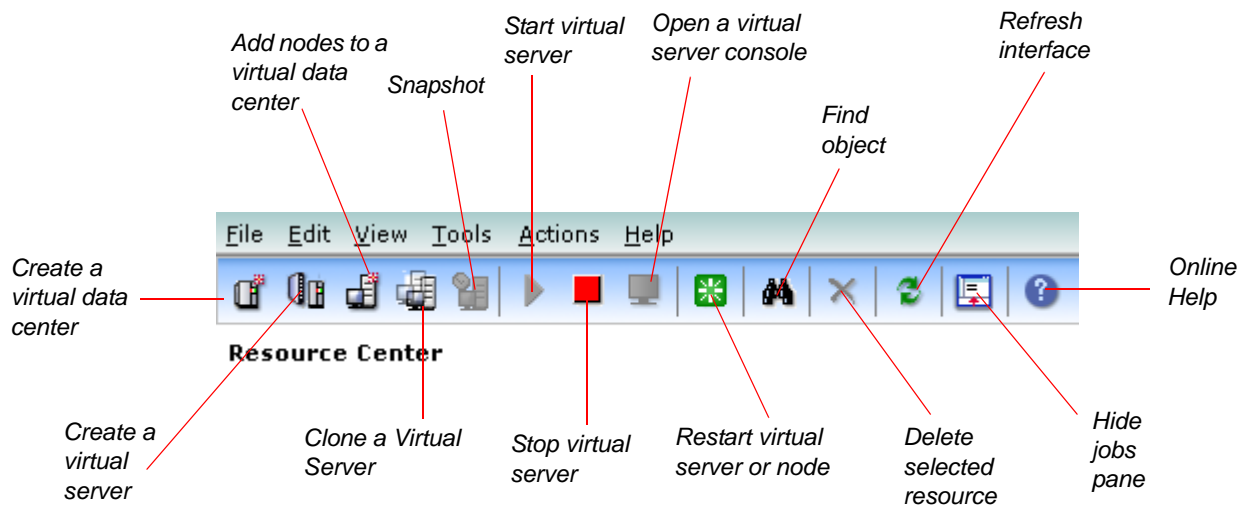 Add nodes to a
virtual data
center
Snapshot
Start virtual
server
Open a virtual
server console
Refresh
interface
Find
object
File Edit View Tools Actions Help
Create a
virtual data
center
Online
Help
Resource Center
Create a
virtual
server
Clone a Virtual
Server
Stop virtual
server
Restart virtual
server or node
Delete
selected
resource
Hide
jobs
pane